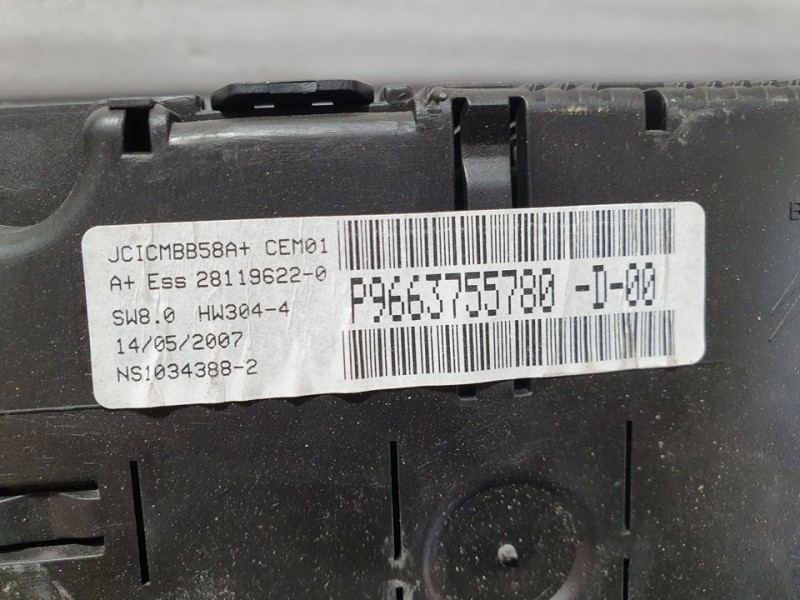 JCICMBB58A+ CEM01
A+ Ess 28119622-0
SW8.0 HW304-4
14/05/2007
NS1034388-2
P9663755780 -D-00